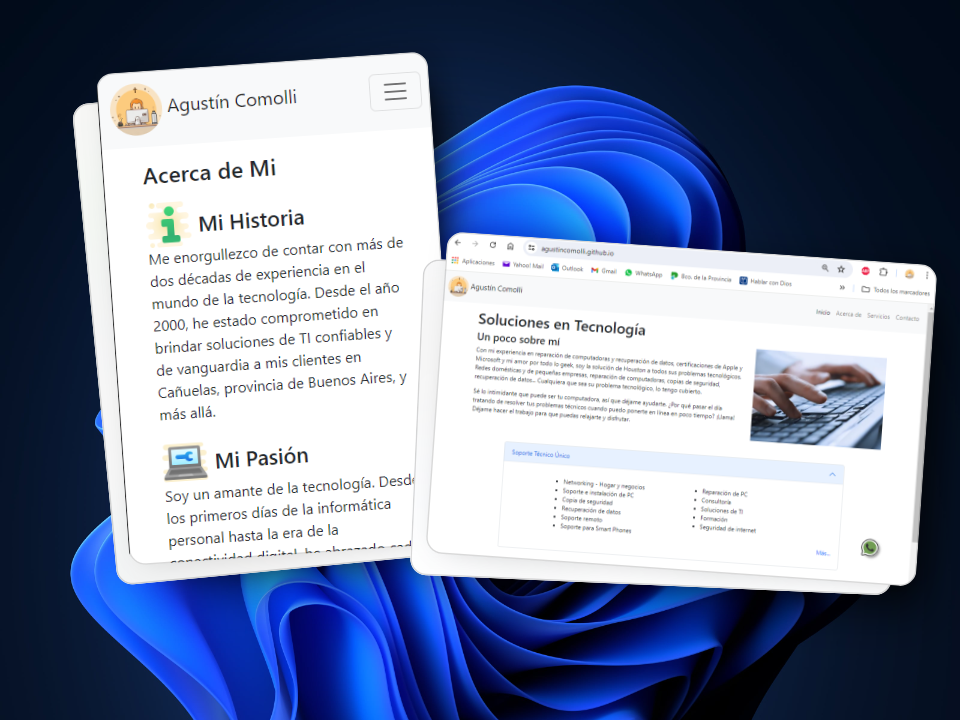 Agustín Comolli
Acerca de Mi
Mi Historia
Me enorgullezco de contar con más de
dos décadas de experiencia en el
mundo de la tecnología. Desde el año
2000, he estado comprometido en
brindar soluciones de TI confiables y
de vanguardia a mis clientes en
Cañuelas, provincia de Buenos Aires, y
más allá.
Mi Pasión
Soy un amante de la tecnología. Desde
los primeros días de la informática
personal hasta la era de la
conectividad digital, he abrazado cada
agustincomolli.github.io
Aplicaciones Yahoo! Mail Outlook Gmail WhatsApp Bco. de la Provincia Hablar con Dios » Todos los marcadores
Agustín Comolli
Inicio Acerca de Servicios Contacto
Soluciones en Tecnología
Un poco sobre mí
Con mi experiencia en reparación de computadoras y recuperación de datos, certificaciones de Apple y
Microsoft y mi amor por todo lo geek, soy la solución de Houston a todos sus problemas tecnológicos.
Redes domésticas y de pequeñas empresas, reparación de computadoras, copias de seguridad,
recuperación de datos... Cualquiera que sea su problema tecnológico, lo tengo cubierto.
Sé lo intimidante que puede ser tu computadora, así que déjame ayudarte. ¿Por qué pasar el día
tratando de resolver tus problemas técnicos cuando puedo ponerte en línea en poco tiempo? ¡Llama!
Déjame hacer el trabajo para que puedas relajarte y disfrutar.
Soporte Técnico Único
• Networking - Hogar y negocios
• Soporte e instalación de PC
• Copia de seguridad
• Recuperación de datos
• Soporte remoto
• Soporte para Smart Phones
• Reparación de PC
• Consultoría
• Soluciones de TI
• Formación
• Seguridad de internet
Más...